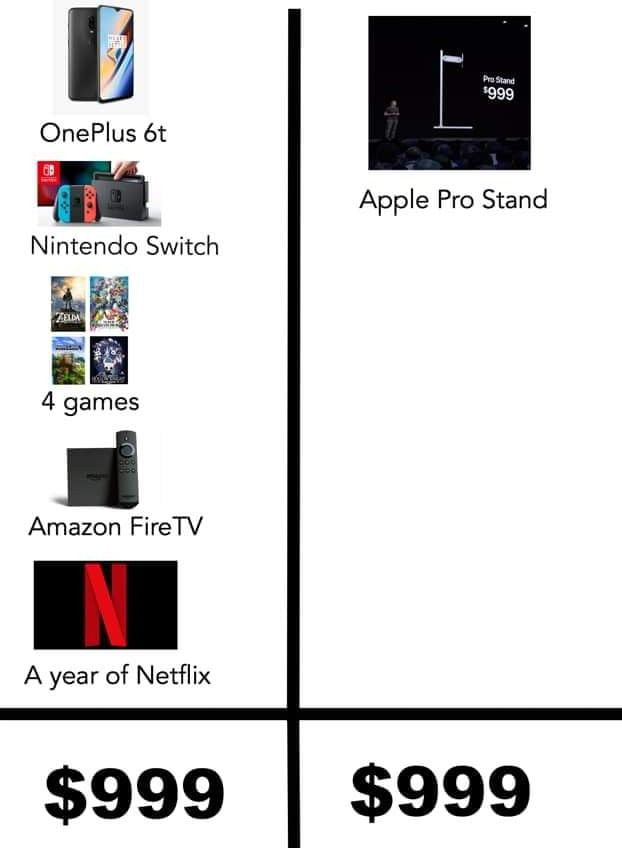 OnePlus 6t
Nintendo Switch
ZELDA
4 games
Amazon FireTV
N
A year of Netflix
$999
Pro Stand
$999
Apple Pro Stand
$999